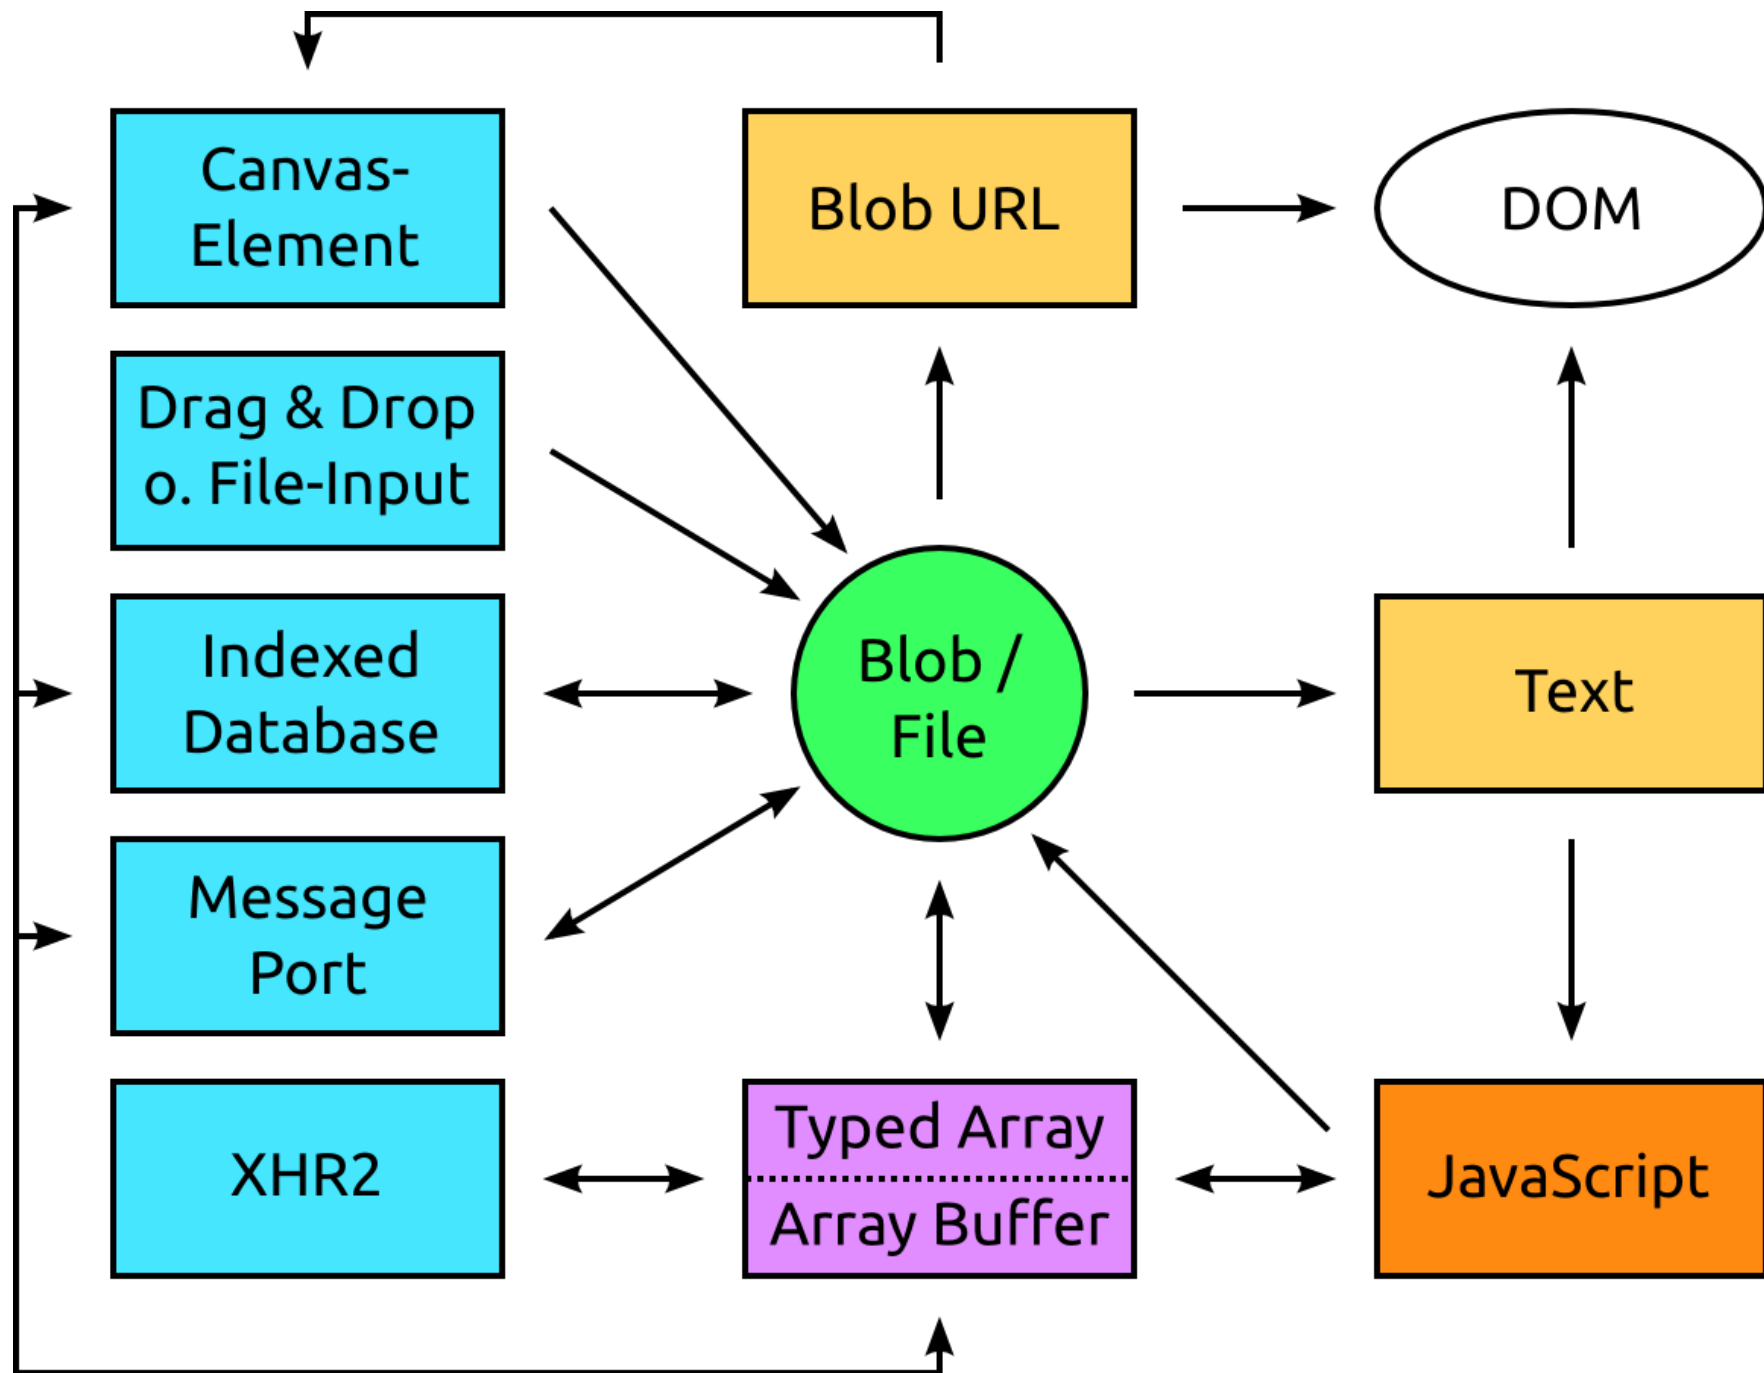 Canvas-
Element
Blob URL
DOM
Drag & Drop
o. File-Input
Indexed
Database
Blob /
File
Text
Message
Port
XHR2
Typed Array
Array Buffer
JavaScript